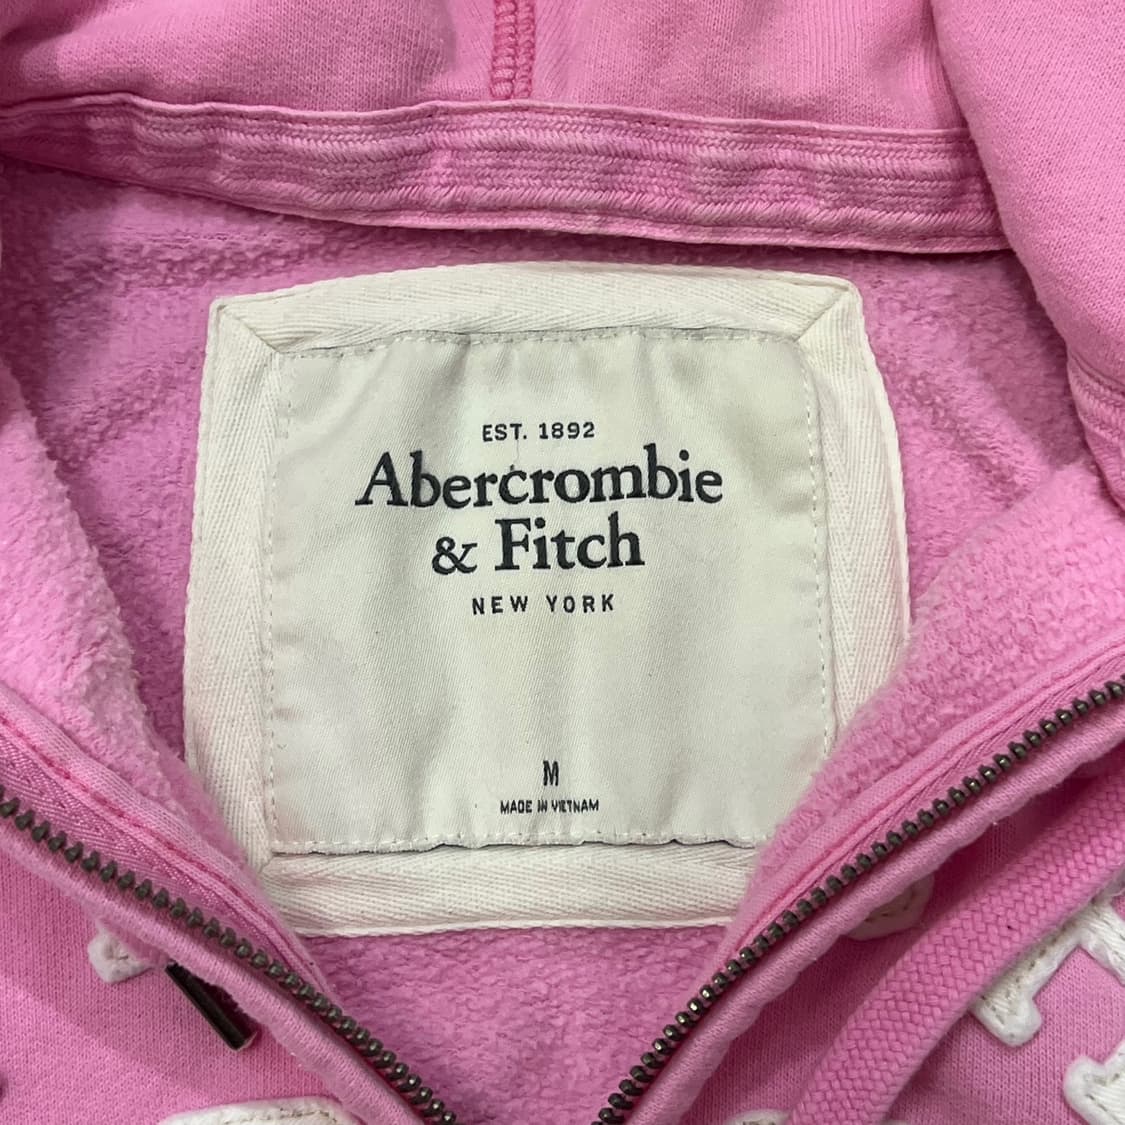 EST. 1892
Abercrombie
& Fitch
NEW YORK
M
MADE IN VIETNAM